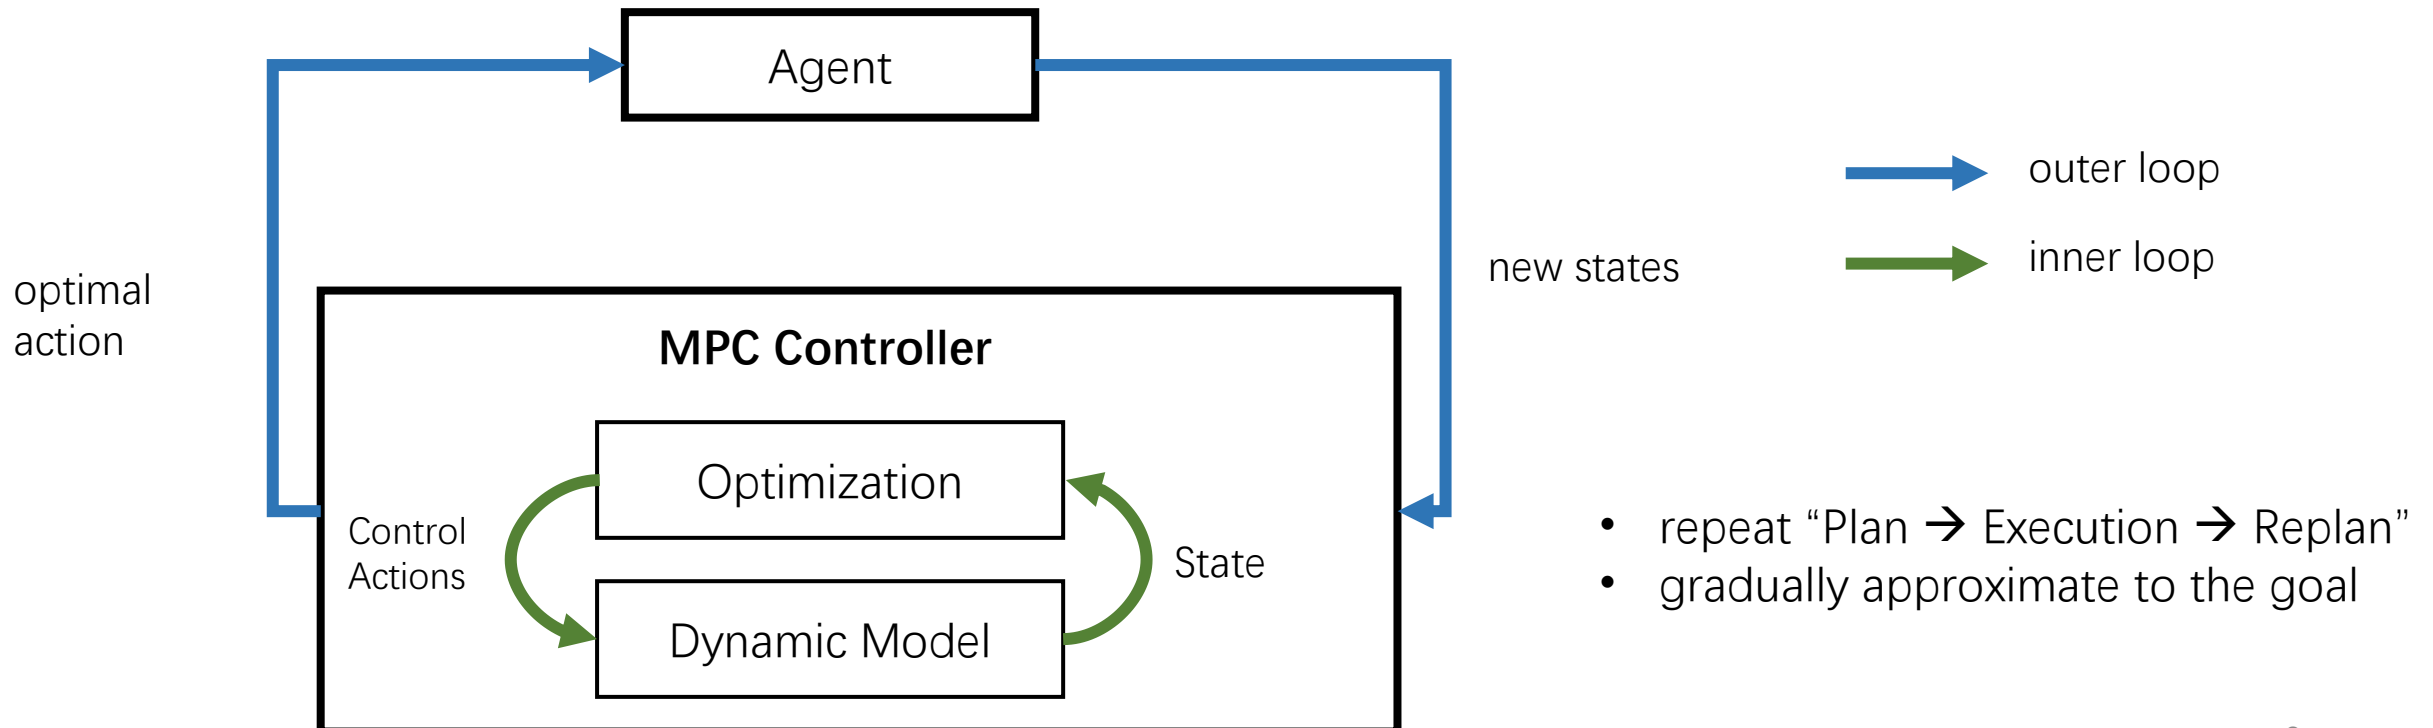 Agent
outer loop
inner loop
new states
optimal
action
MPC Controller
Optimization
Control
Actions
State
Dynamic Model
• repeat “Plan → Execution → Replan”
• gradually approximate to the goal